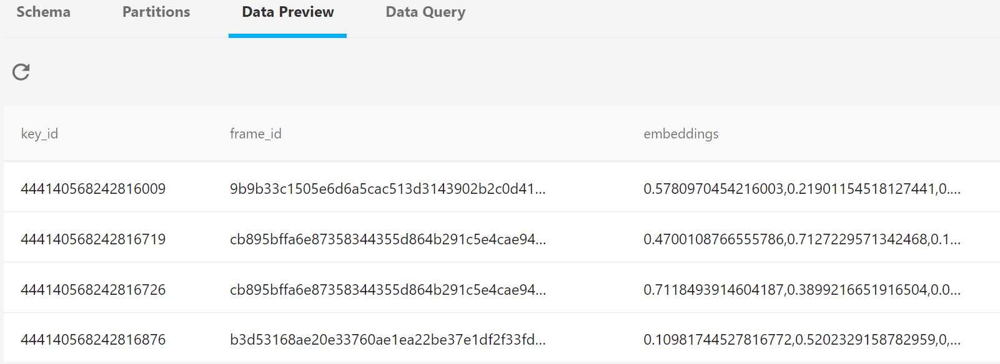 Schema Partitions Data Preview Data Query
key_id frame_id embeddings
444140568242816009 9b9b33c1505e6d6a5cac513d3143902b2c0d41... 0.5780970454216003,0.21901154518127441,0....
444140568242816719 cb895bffa6e87358344355d864b291c5e4cae94... 0.4700108766555786,0.7127229571342468,0.1...
444140568242816726 cb895bffa6e87358344355d864b291c5e4cae94... 0.7118493914604187,0.3899216651916504,0.0...
444140568242816876 b3d53168ae20e33760ae1ea22be37e1df2f33fd... 0.10981744527816772,0.5202329158782959,0,...